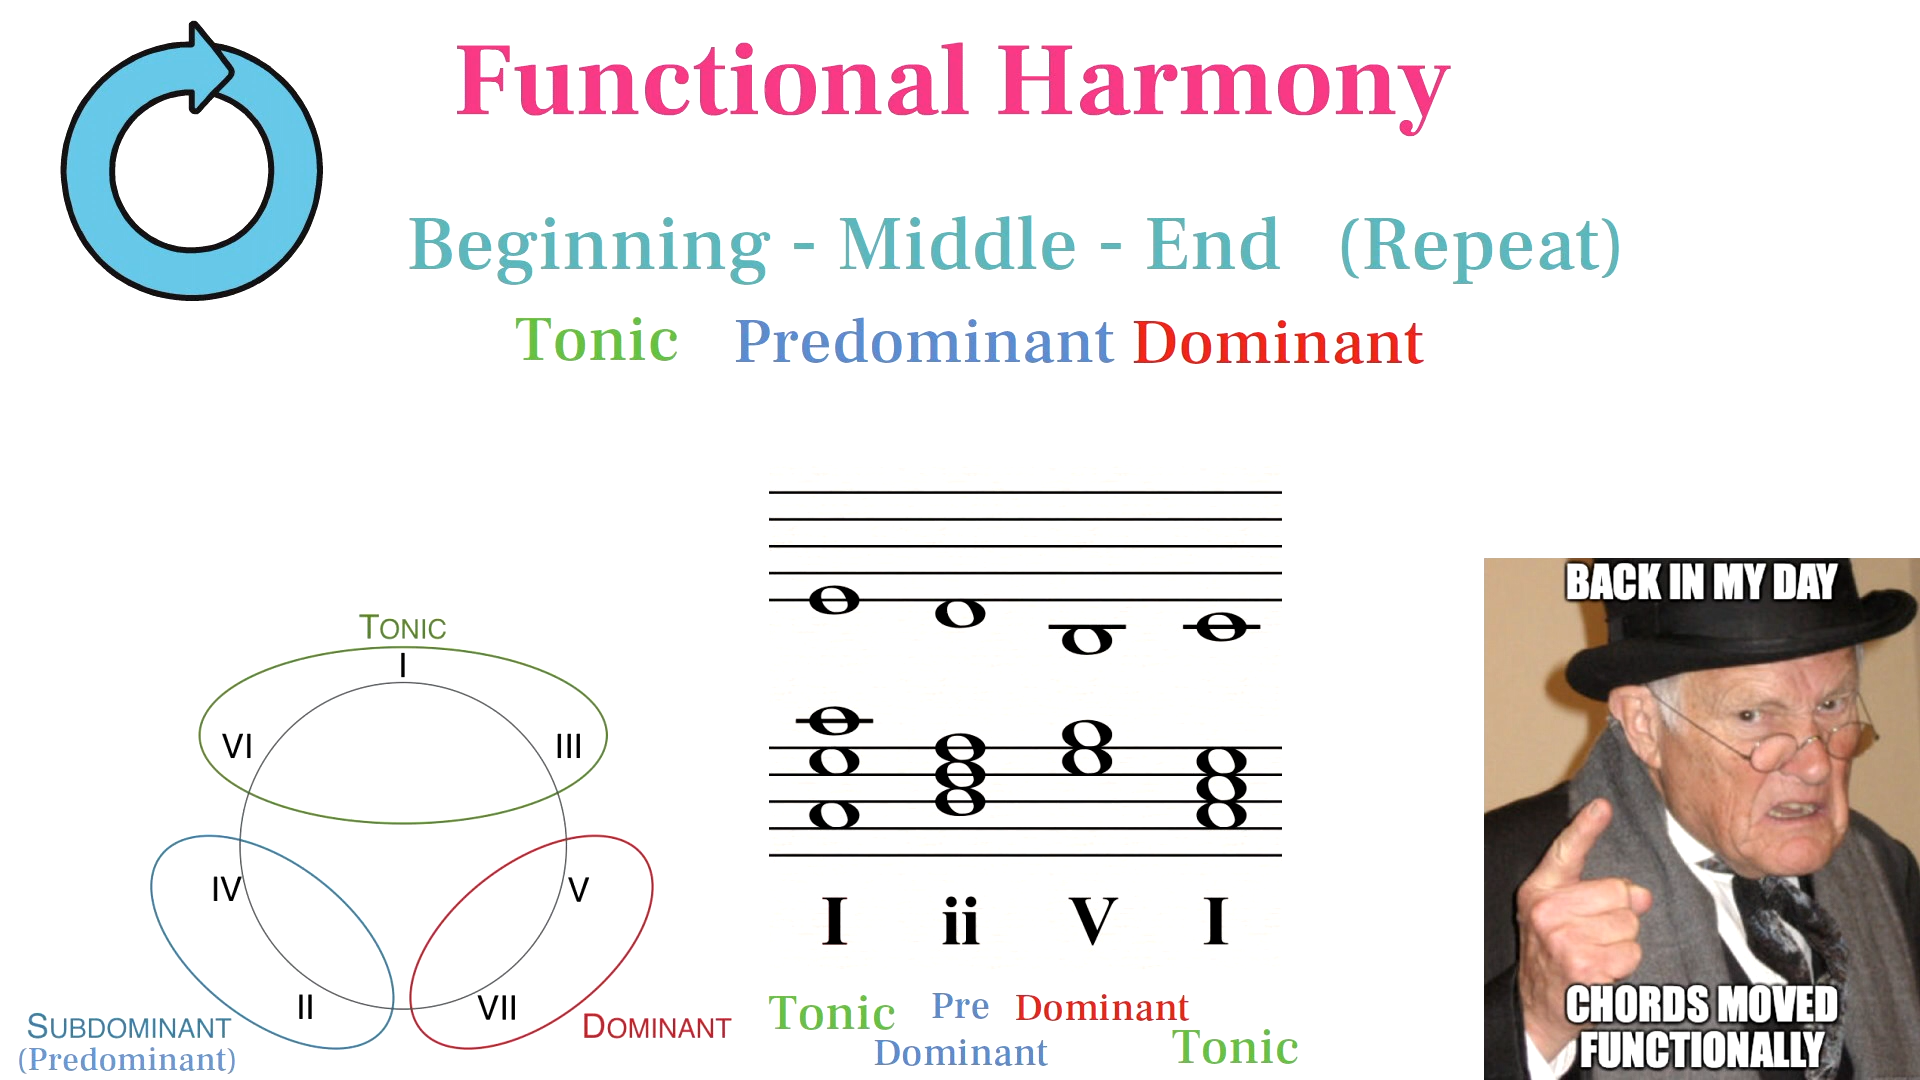 Functional Harmony
Beginning - Middle - End (Repeat)
Tonic Predominant Dominant
TONIC
I
VI III
IV V
II VII
SUBDOMINANT
(Predominant)
DOMINANT
I ii V I
Tonic Pre Dominant
Dominant Tonic
BACK IN MY DAY
CHORDS MOVED
FUNCTIONALLY